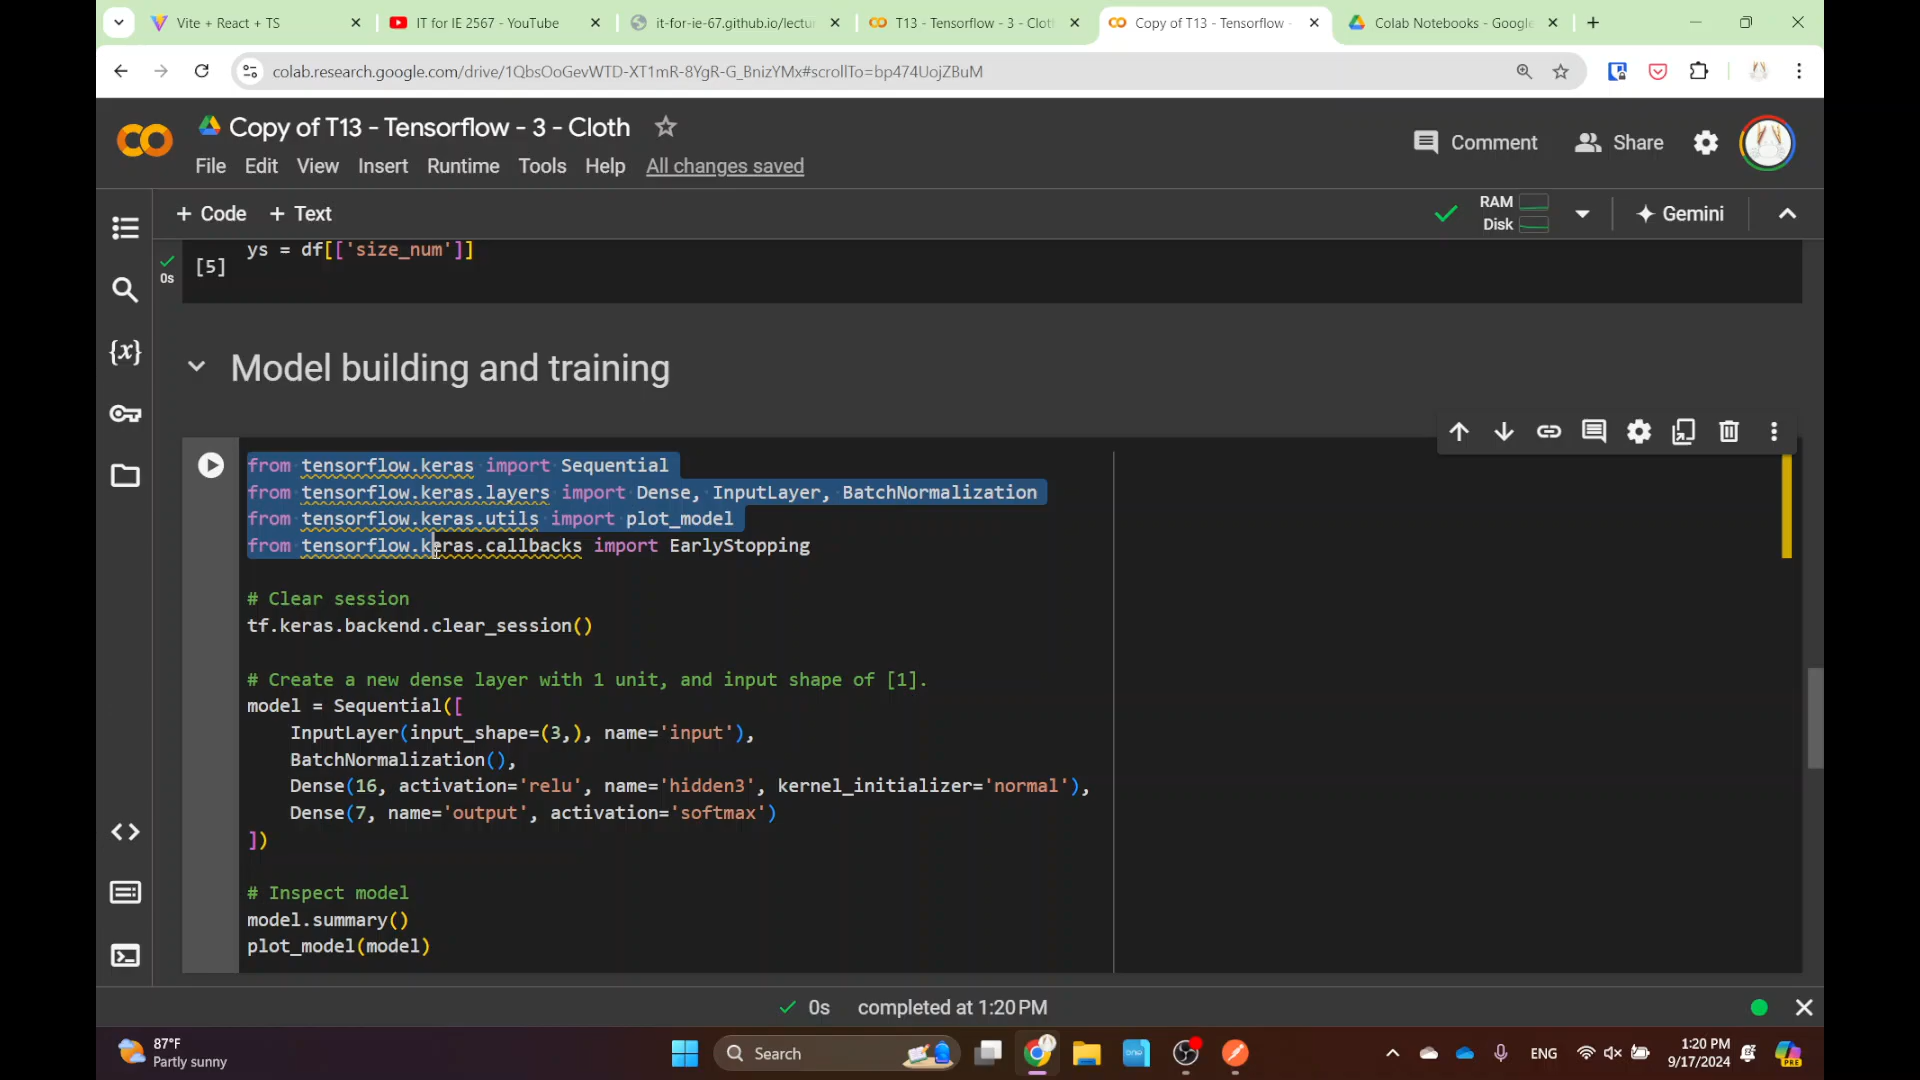 Vite + React + TS
IT for IE 2567 - YouTube
it-for-ie-67.github.io/lectu
T13 - Tensorflow - 3 - Clot
Copy of T13 - Tensorflow -
Colab Notebooks - Google
colab.research.google.com/drive/1QbsOoGevWTD-XT1mR-8YgR-G_BnizYMx#scrollTo=bp474UojZBuM
Copy of T13 - Tensorflow - 3 - Cloth
Comment
Share
File Edit View Insert Runtime Tools Help All changes saved
+ Code + Text
RAM
Disk
Gemini
ys = df[['size_num']]
[5]
0s
{x}
Model building and training
from tensorflow.keras import Sequential
from tensorflow.keras.layers import Dense, InputLayer, BatchNormalization
from tensorflow.keras.utils import plot_model
from tensorflow.keras.callbacks import EarlyStopping
# Clear session
tf.keras.backend.clear_session()
# Create a new dense layer with 1 unit, and input shape of [1].
model = Sequential([
InputLayer(input_shape=(3,), name='input'),
BatchNormalization(),
Dense(16, activation='relu', name='hidden3', kernel_initializer='normal'),
Dense(7, name='output', activation='softmax')
])
# Inspect model
model.summary()
plot_model(model)
0s completed at 1:20 PM
87°F
Partly sunny
Search
ENG
1:20 PM
9/17/2024